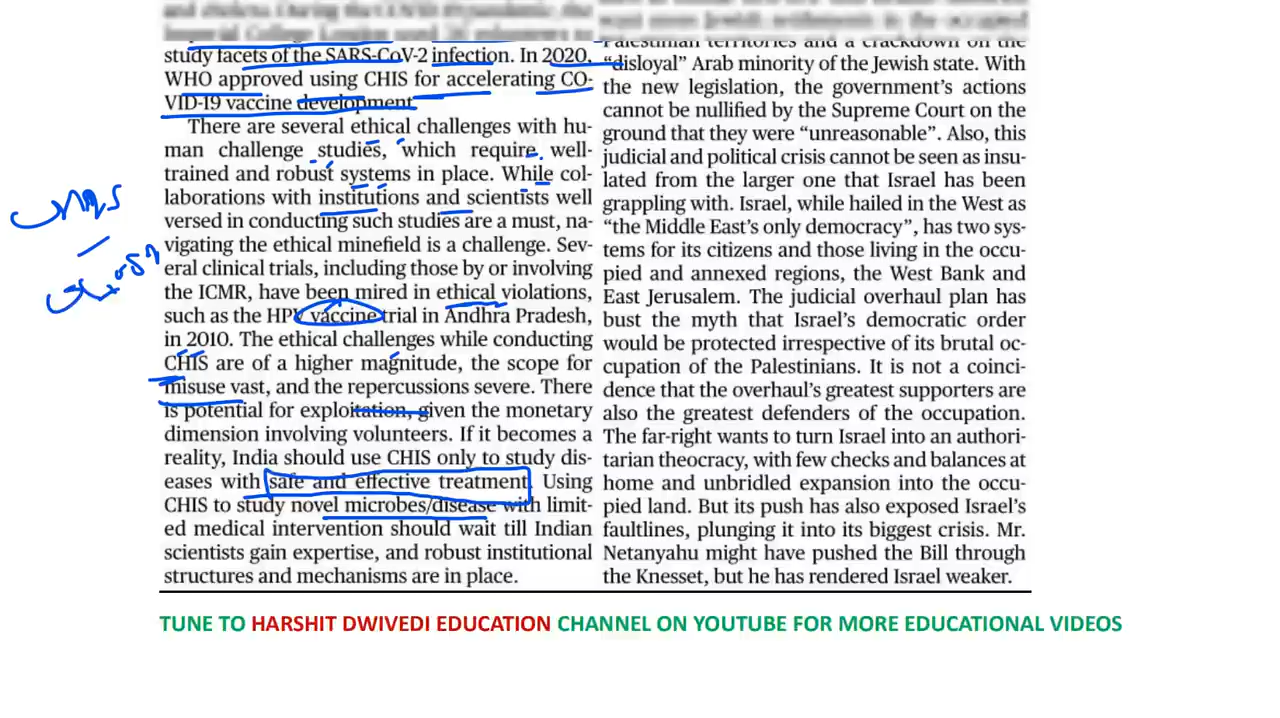 study facets of the SARS-CoV-2 infection. In 2020,
WHO approved using CHIS for accelerating CO-
VID-19 vaccine development.
There are several ethical challenges with hu-
man challenge studies, which require well-
trained and robust systems in place. While col-
laborations with institutions and scientists well
versed in conducting such studies are a must, na-
vigating the ethical minefield is a challenge. Sev-
eral clinical trials, including those by or involving
the ICMR, have been mired in ethical violations,
such as the HPV vaccine trial in Andhra Pradesh,
in 2010. The ethical challenges while conducting
CHIS are of a higher magnitude, the scope for
misuse vast, and the repercussions severe. There
is potential for exploitation, given the monetary
dimension involving volunteers. If it becomes a
reality, India should use CHIS only to study dis-
eases with safe and effective treatment. Using
CHIS to study novel microbes/disease with limit-
ed medical intervention should wait till Indian
scientists gain expertise, and robust institutional
structures and mechanisms are in place.
Palestinian territories and a crackdown on the
“disloyal” Arab minority of the Jewish state. With
the new legislation, the government’s actions
cannot be nullified by the Supreme Court on the
ground that they were “unreasonable”. Also, this
judicial and political crisis cannot be seen as insu-
lated from the larger one that Israel has been
grappling with. Israel, while hailed in the West as
“the Middle East’s only democracy”, has two sys-
tems for its citizens and those living in the occu-
pied and annexed regions, the West Bank and
East Jerusalem. The judicial overhaul plan has
bust the myth that Israel’s democratic order
would be protected irrespective of its brutal oc-
cupation of the Palestinians. It is not a coinci-
dence that the overhaul’s greatest supporters are
also the greatest defenders of the occupation.
The far-right wants to turn Israel into an authori-
tarian theocracy, with few checks and balances at
home and unbridled expansion into the occu-
pied land. But its push has also exposed Israel’s
faultlines, plunging it into its biggest crisis. Mr.
Netanyahu might have pushed the Bill through
the Knesset, but he has rendered Israel weaker.
TUNE TO HARSHIT DWIVEDI EDUCATION CHANNEL ON YOUTUBE FOR MORE EDUCATIONAL VIDEOS